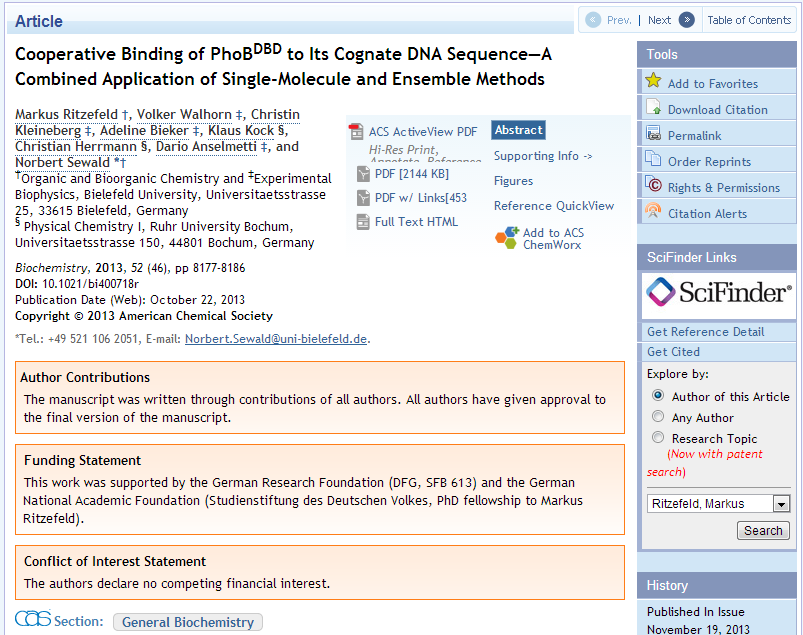 Article
Prev. | Next Table of Contents
Cooperative Binding of PhoBDBD to Its Cognate DNA Sequence—A
Combined Application of Single-Molecule and Ensemble Methods
Markus Ritzefeld †, Volker Walhorn ‡, Christin
Kleineberg ‡, Adeline Bieker ‡, Klaus Kock §,
Christian Herrmann §, Dario Anselmetti ‡, and
Norbert Sewald *†
†Organic and Bioorganic Chemistry and ‡Experimental
Biophysics, Bielefeld University, Universitaetsstrasse
25, 33615 Bielefeld, Germany
§ Physical Chemistry I, Ruhr University Bochum,
Universitaetsstrasse 150, 44801 Bochum, Germany
Biochemistry, 2013, 52 (46), pp 8177-8186
DOI: 10.1021/bi400718r
Publication Date (Web): October 22, 2013
Copyright © 2013 American Chemical Society
*Tel.: +49 521 106 2051, E-mail: Norbert.Sewald@uni-bielefeld.de.
ACS ActiveView PDF
Hi-Res Print,
Annotate, Reference
PDF [2144 KB]
PDF w/ Links[453
Full Text HTML
Abstract
Supporting Info ->
Figures
Reference QuickView
Add to ACS
ChemWorx
Author Contributions
The manuscript was written through contributions of all authors. All authors have given approval to
the final version of the manuscript.
Funding Statement
This work was supported by the German Research Foundation (DFG, SFB 613) and the German
National Academic Foundation (Studienstiftung des Deutschen Volkes, PhD fellowship to Markus
Ritzefeld).
Conflict of Interest Statement
The authors declare no competing financial interest.
CAS Section: General Biochemistry
Tools
Add to Favorites
Download Citation
Permalink
Order Reprints
Rights & Permissions
Citation Alerts
SciFinder Links
SciFinder®
Get Reference Detail
Get Cited
Explore by:
Author of this Article
Any Author
Research Topic
(Now with patent
search)
Ritzefeld, Markus
Search
History
Published In Issue
November 19, 2013